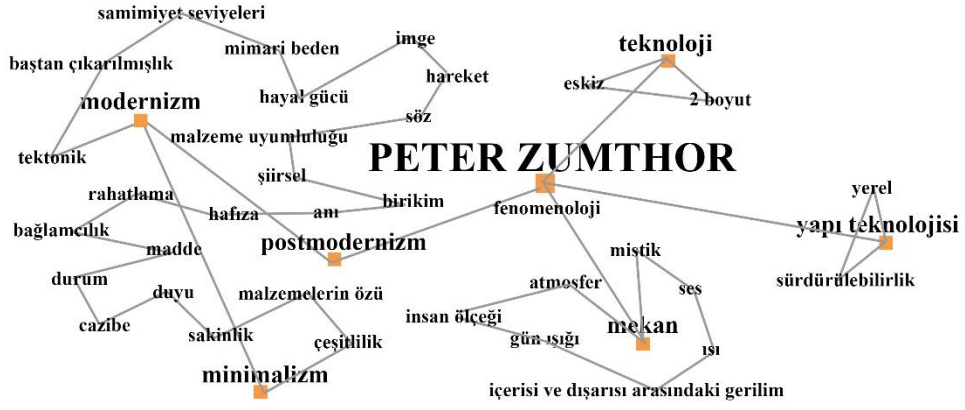 samimiyet seviyeleri
mimari beden
imge
teknoloji
baştan çıkarılmışlık
hareket
eskiz
2 boyut
modernizm
hayal gücü
söz
malzeme uyumluluğu
tektonik
PETER ZUMTHOR
şiirsel
rahatlama
birikim
yerel
hafıza
anı
fenomenoloji
bağlamcılık
madde
postmodernizm
mistik
yapı teknolojisi
durum
duyu
malzemelerin özü
atmosfer
ses
sürdürülebilirlik
cazibe
sakinlik
çeşitlilik
insan ölçeği
gün ışığı
mekan
ısı
minimalizm
içerisi ve dışarısı arasındaki gerilim